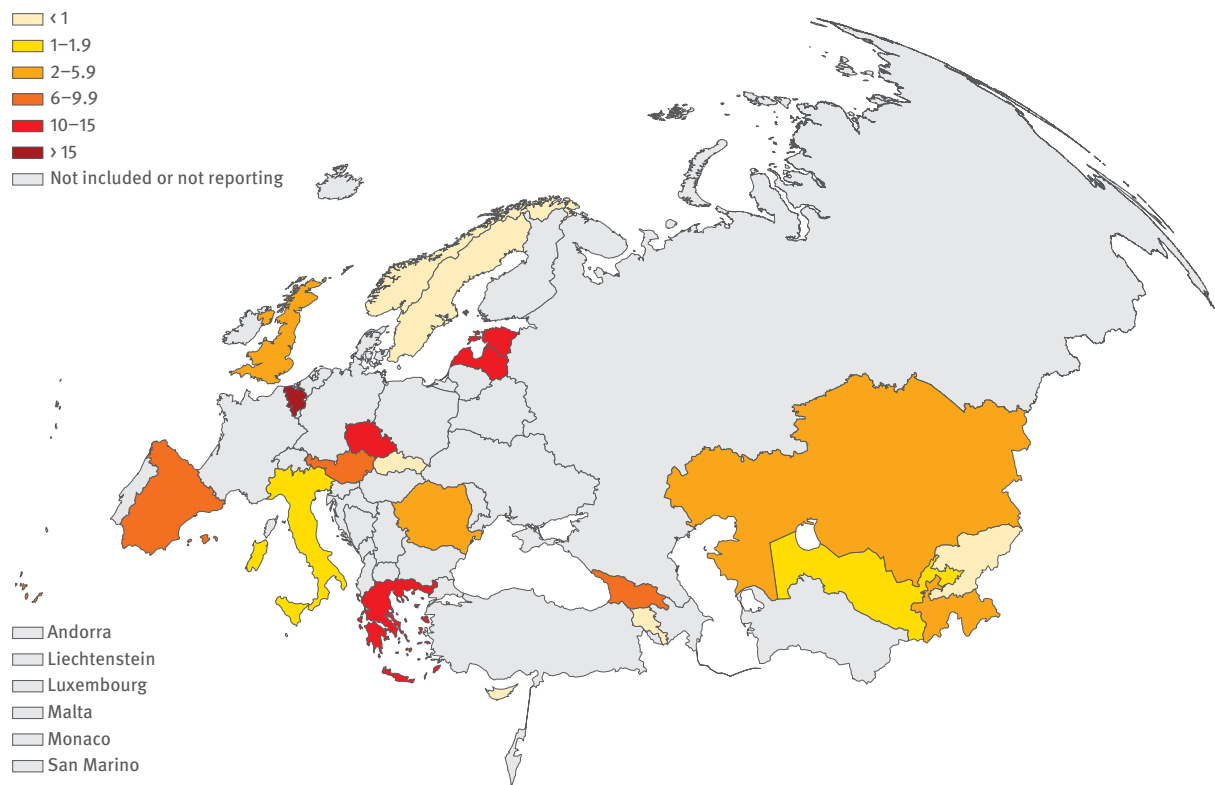 ‹ 1
1–1.9
2–5.9
6–9.9
10–15
› 15
Not included or not reporting
Andorra
Liechtenstein
Luxembourg
Malta
Monaco
San Marino